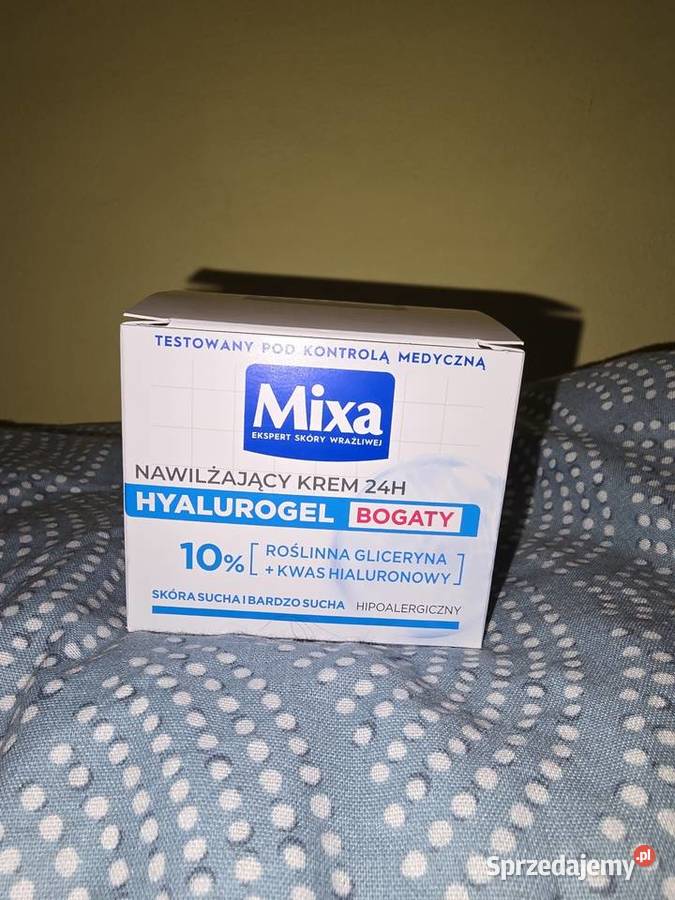 TESTOWANY POD KONTROLĄ MEDYCZNĄ
Mixa
EKSPERT SKÓRY WRAŻLIWEJ
NAWILŻAJĄCY KREM 24H
HYALUROGEL BOGATY
10% [ROŚLINNA GLICERYNA
+ KWAS HIALURONOWY]
SKÓRA SUCHA I BARDZO SUCHA HIPOALERGICZNY
Sprzedajemy.pl